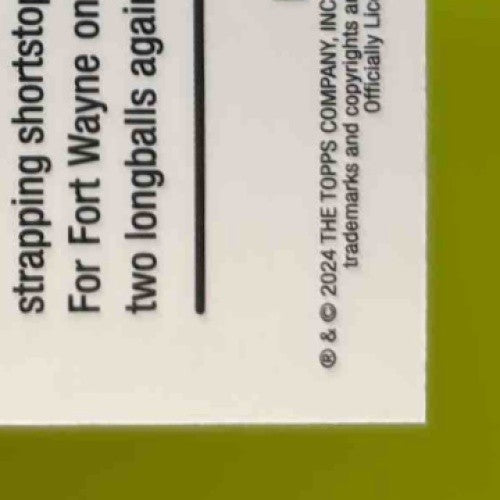 strapping shortstop
For Fort Wayne on
two longballs agai
® & © 2024 THE TOPPS COMPANY, INC
trademarks and copyrights a
Officially Lic